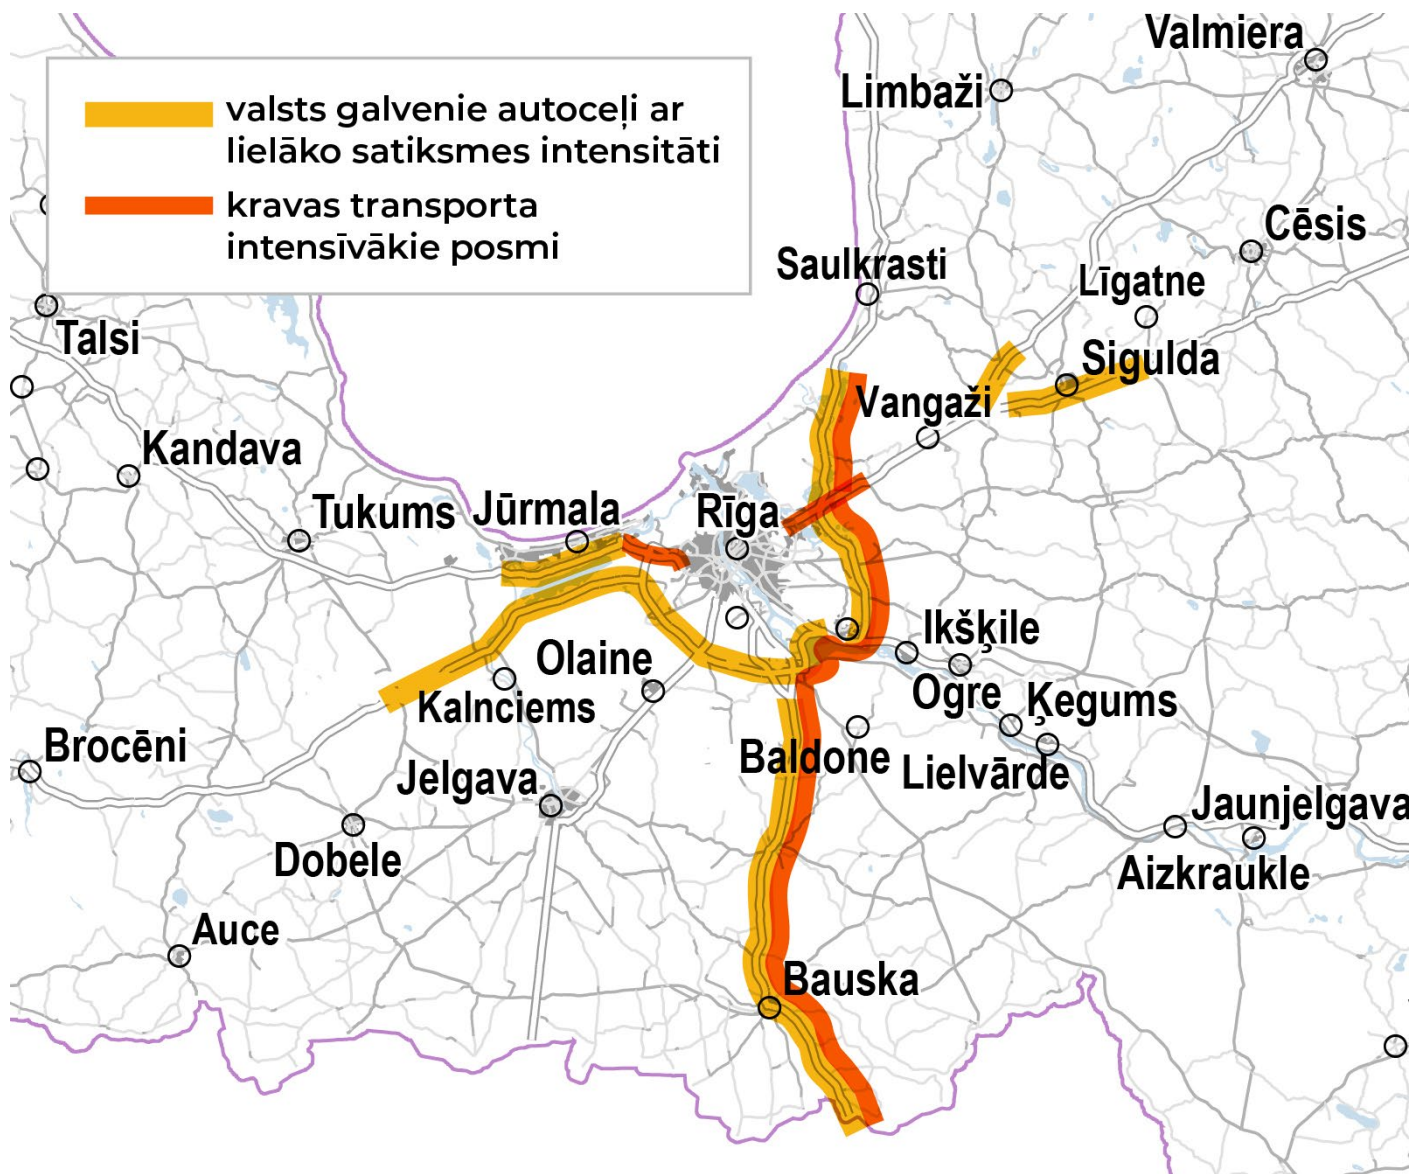 valsts galvenie autoceļi ar
lielāko satiksmes intensitāti
kravas transporta
intensīvākie posmi
Valmiera
Limbaži
Cēsis
Saulkrasti
Līgatne
Talsi
Sigulda
Vangaži
Kandava
Tukums
Jūrmala
Rīga
Ikšķile
Olaine
Ogre
Ķegums
Kalnciems
Brocēni
Baldone
Lielvārde
Jelgava
Jaunjelgava
Dobele
Aizkraukle
Auce
Bauska